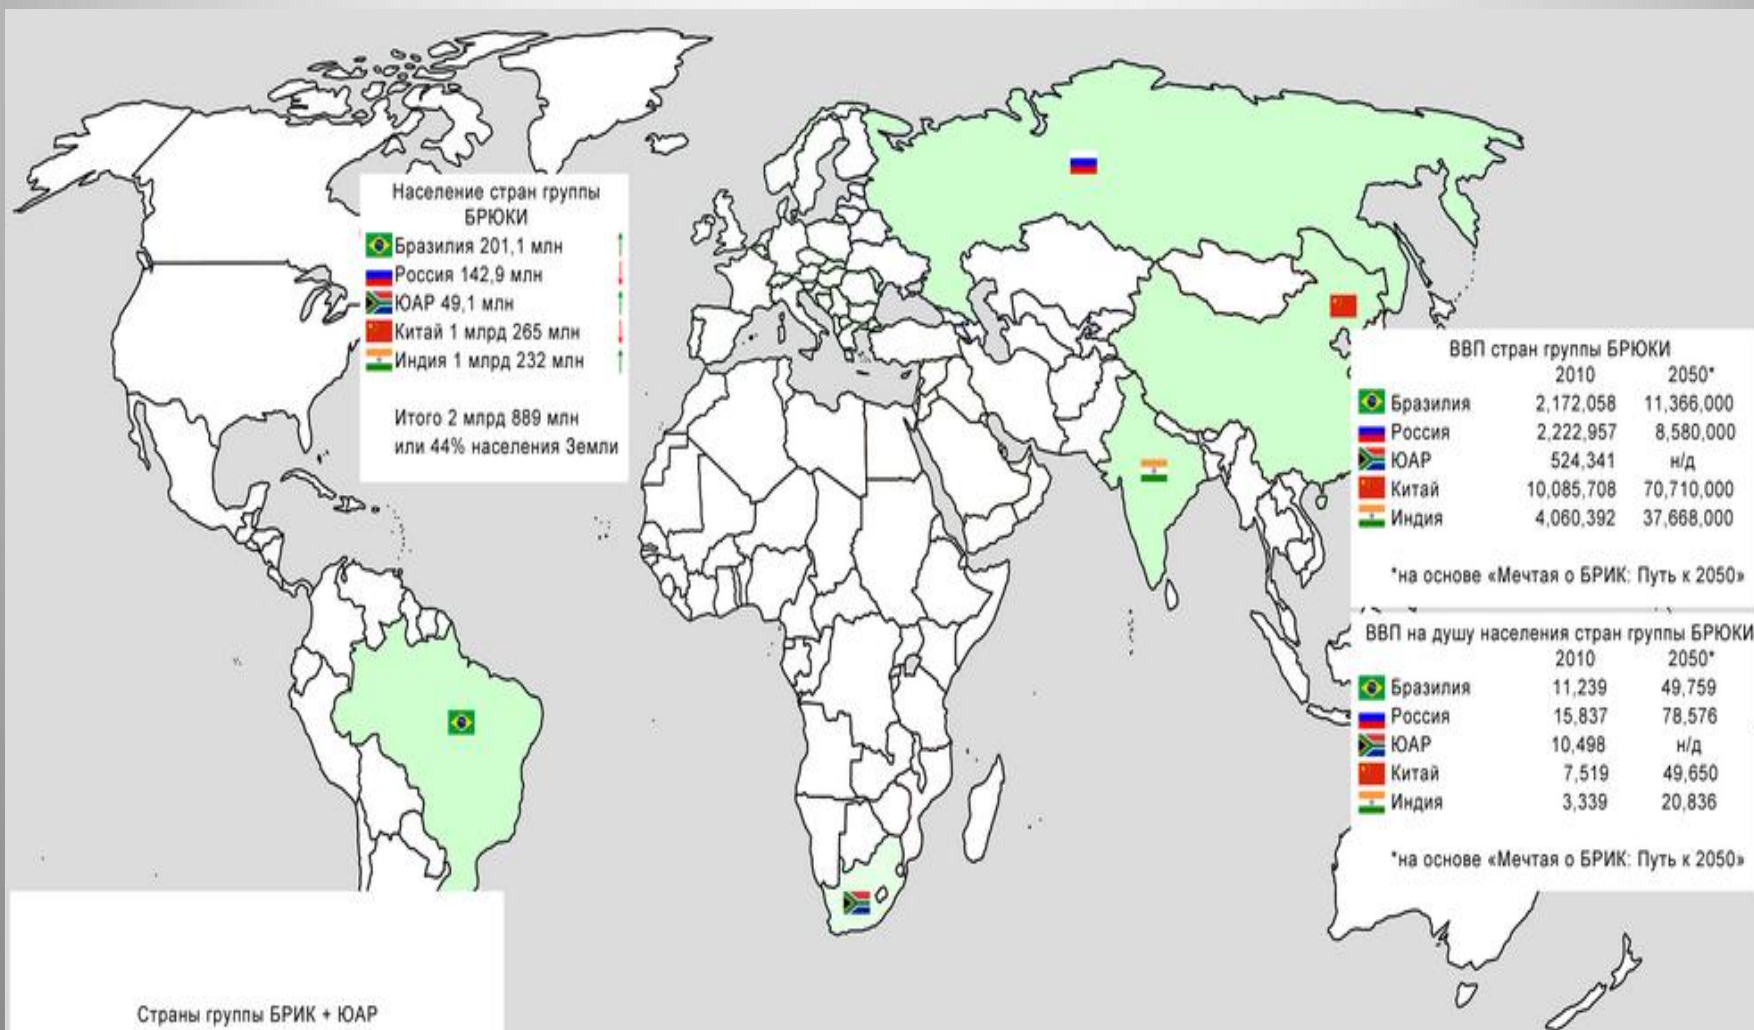 Население стран группы
БРЮКИ
Бразилия 201,1 млн
Россия 142,9 млн
ЮАР 49,1 млн
Китай 1 млрд 265 млн
Индия 1 млрд 232 млн
Итого 2 млрд 889 млн
или 44% населения Земли
ВВП стран группы БРЮКИ
2010 2050*
Бразилия 2,172,058 11,366,000
Россия 2,222,957 8,580,000
ЮАР 524,341 н/д
Китай 10,085,708 70,710,000
Индия 4,060,392 37,668,000
*на основе «Мечтая о БРИК: Путь к 2050»
ВВП на душу населения стран группы БРЮКИ
2010 2050*
Бразилия 11,239 49,759
Россия 15,837 78,576
ЮАР 10,498 н/д
Китай 7,519 49,650
Индия 3,339 20,836
*на основе «Мечтая о БРИК: Путь к 2050»
Страны группы БРИК + ЮАР